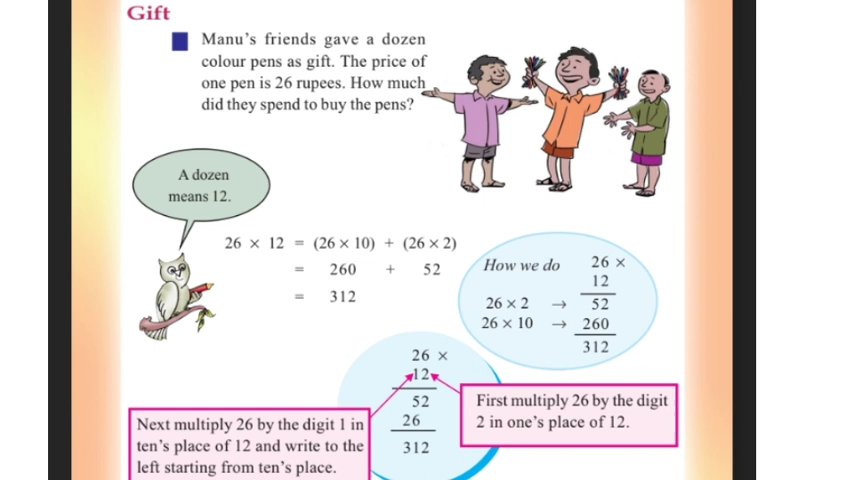 Gift
Manu's friends gave a dozen
colour pens as gift. The price of
one pen is 26 rupees. How much
did they spend to buy the pens?
A dozen
means 12.
26 × 12 = (26 × 10) + (26 × 2)
= 260 + 52
= 312
How we do
26 ×
12
26 × 2 → 52
26 × 10 → 260
312
26 ×
12
52
26
312
First multiply 26 by the digit
2 in one's place of 12.
Next multiply 26 by the digit 1 in
ten's place of 12 and write to the
left starting from ten's place.